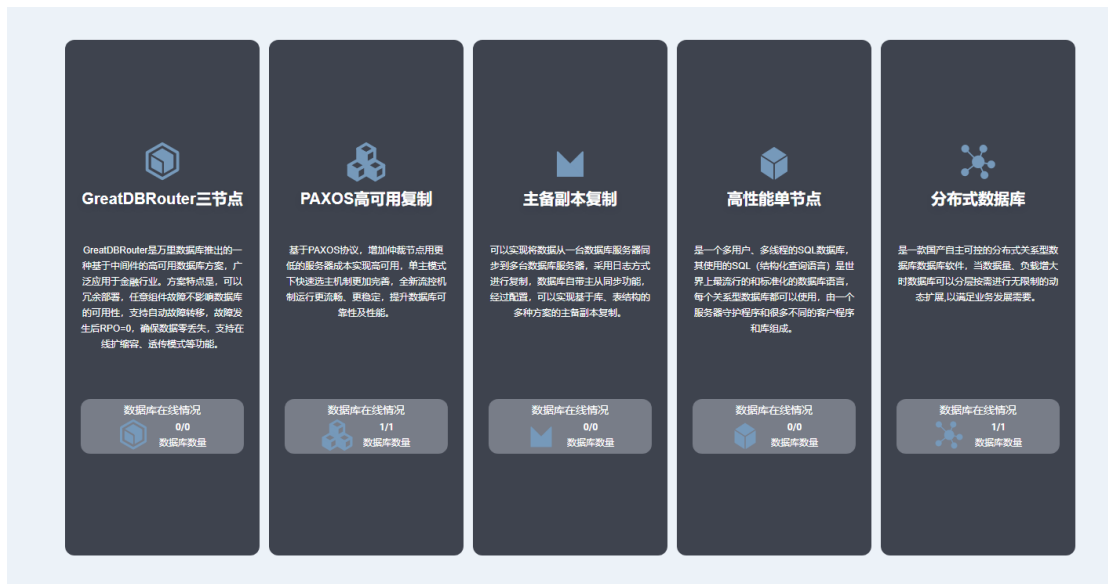 GreatDBRouter三节点
GreatDBRouter是万里数据库推出的一
种基于中间件的高可用数据库方案，广
泛应用于金融行业。方案特点是，可以
冗余部署，任意组件故障不影响数据库
的可用性，支持自动故障转移，故障发
生后RPO=0，确保数据零丢失，支持在
线扩缩容、透传模式等功能。
数据库在线情况
0/0
数据库数量
PAXOS高可用复制
基于PAXOS协议，增加仲裁节点用更
低的服务器成本实现高可用，单主模式
下快速选主机制更加完善，全新流控机
制运行更流畅、更稳定，提升数据库可
靠性及性能。
数据库在线情况
1/1
数据库数量
主备副本复制
可以实现将数据从一台数据库服务器同
步到多台数据库服务器，采用日志方式
进行复制，数据库自带主从同步功能，
经过配置，可以实现基于库、表结构的
多种方案的主备副本复制。
数据库在线情况
0/0
数据库数量
高性能单节点
是一个多用户、多线程的SQL数据库，
其使用的SQL（结构化查询语言）是世
界上最流行的和标准化的数据库语言，
每个关系型数据库都可以使用，由一个
服务器守护程序和很多不同的客户程序
和库组成。
数据库在线情况
0/0
数据库数量
分布式数据库
是一款国产自主可控的分布式关系型数
据库数据库软件，当数据量、负载增大
时数据库可以分层按需进行无限制的动
态扩展,以满足业务发展需要。
数据库在线情况
1/1
数据库数量